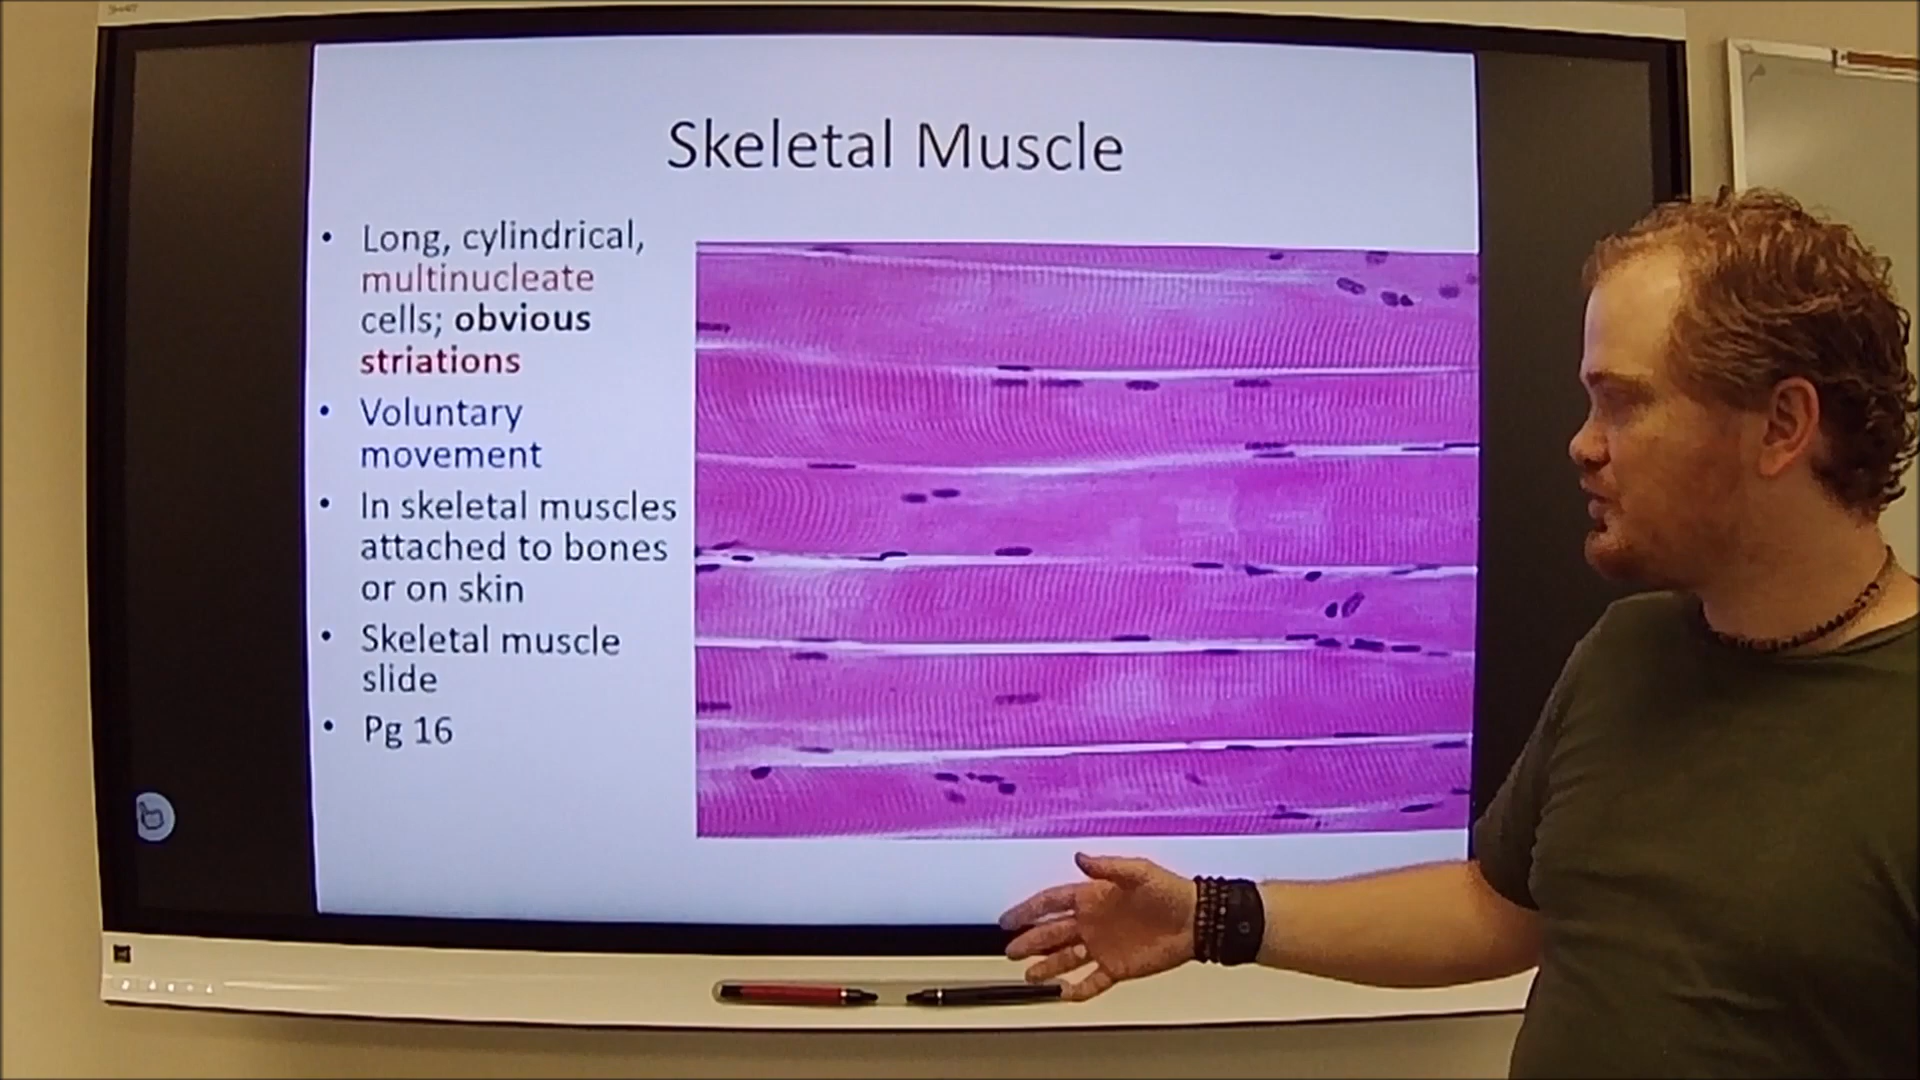 Skeletal Muscle
• Long, cylindrical,
multinucleate
cells; obvious
striations
• Voluntary
movement
• In skeletal muscles
attached to bones
or on skin
• Skeletal muscle
slide
• Pg 16